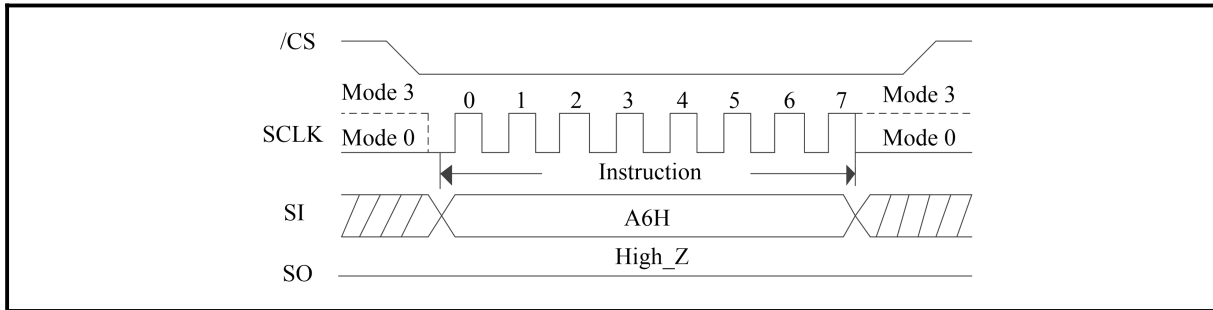 /CS
Mode 3 0 1 2 3 4 5 6 7 Mode 3
SCLK Mode 0 Mode 0
Instruction
SI A6H
High_Z
SO